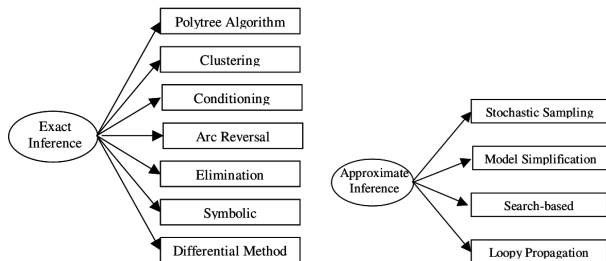 Exact
Inference
Polytree Algorithm
Clustering
Conditioning
Arc Reversal
Elimination
Symbolic
Differential Method
Approximate
Inference
Stochastic Sampling
Model Simplification
Search-based
Loopy Propagation